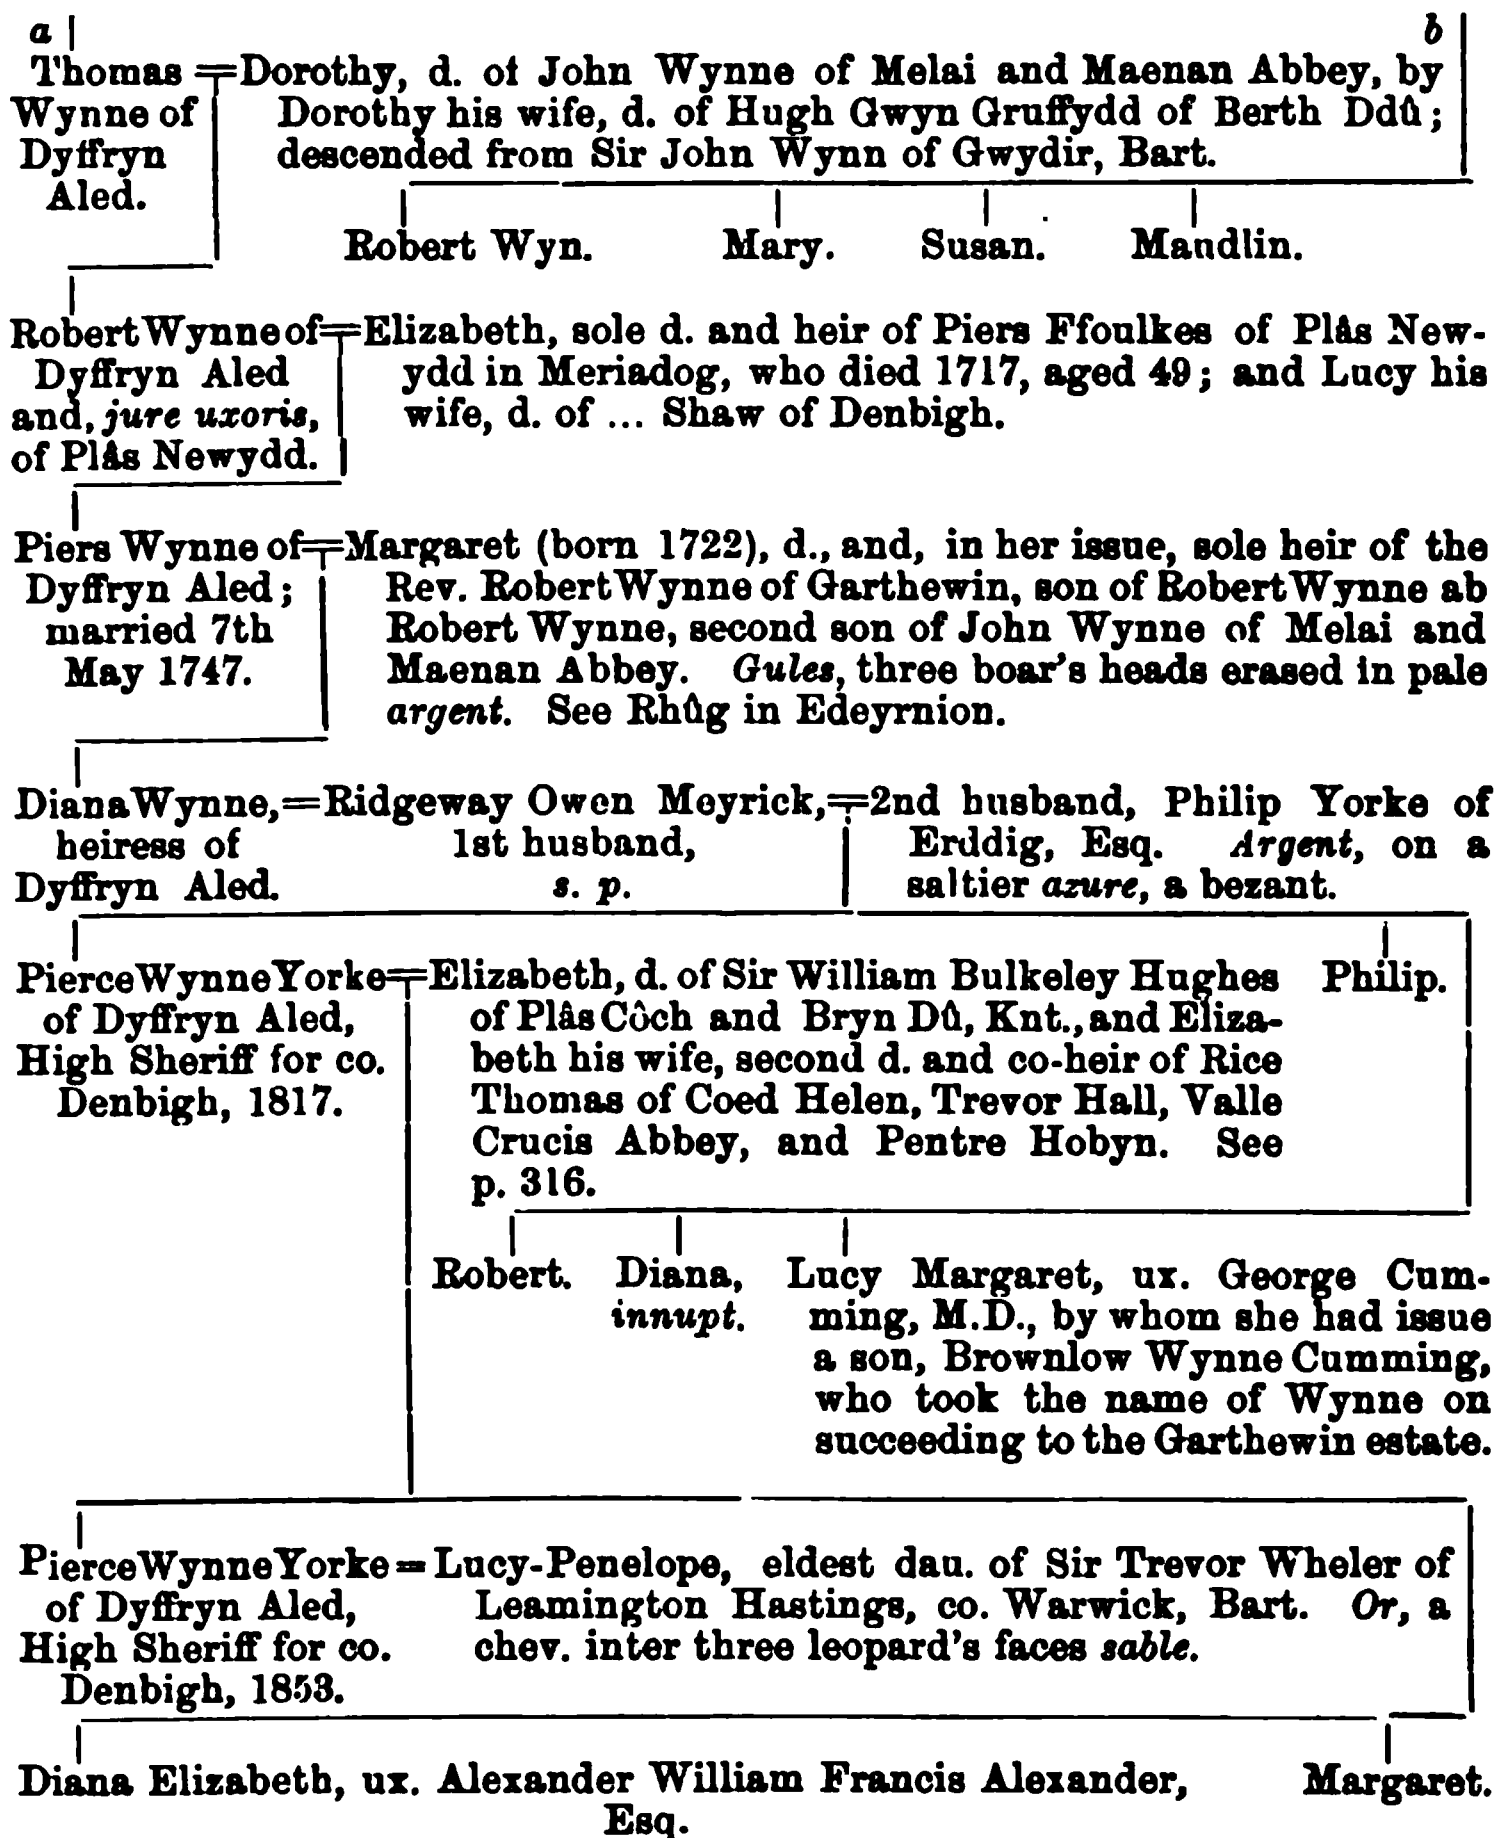 a b
Thomas = Dorothy, d. of John Wynne of Melai and Maenan Abbey, by
Wynne of Dorothy his wife, d. of Hugh Gwyn Gruffydd of Berth Ddû;
Dyffryn descended from Sir John Wynn of Gwydir, Bart.
Aled.
Robert Wyn. Mary. Susan. Maudlin.
Robert Wynne of = Elizabeth, sole d. and heir of Piers Ffoulkes of Plâs New-
Dyffryn Aled ydd in Meriadog, who died 1717, aged 49; and Lucy his
and, jure uxoris, wife, d. of ... Shaw of Denbigh.
of Plâs Newydd.
Piers Wynne of = Margaret (born 1722), d., and, in her issue, sole heir of the
Dyffryn Aled; Rev. Robert Wynne of Garthewin, son of Robert Wynne ab
married 7th Robert Wynne, second son of John Wynne of Melai and
May 1747. Maenan Abbey. Gules, three boar's heads erased in pale
argent. See Rhûg in Edeyrnion.
Diana Wynne, = Ridgeway Owen Meyrick, = 2nd husband, Philip Yorke of
heiress of 1st husband, Erddig, Esq. Argent, on a
Dyffryn Aled. s. p. saltier azure, a bezant.
Pierce Wynne Yorke = Elizabeth, d. of Sir William Bulkeley Hughes Philip.
of Dyffryn Aled, of Plâs Côch and Bryn Dû, Knt., and Eliza-
High Sheriff for co. beth his wife, second d. and co-heir of Rice
Denbigh, 1817. Thomas of Coed Helen, Trevor Hall, Valle
Crucis Abbey, and Pentre Hobyn. See
p. 316.
Robert. Diana, Lucy Margaret, ux. George Cum-
innupt. ming, M.D., by whom she had issue
a son, Brownlow Wynne Cumming,
who took the name of Wynne on
succeeding to the Garthewin estate.
Pierce Wynne Yorke = Lucy-Penelope, eldest dau. of Sir Trevor Wheler of
of Dyffryn Aled, Leamington Hastings, co. Warwick, Bart. Or, a
High Sheriff for co. chev. inter three leopard's faces sable.
Denbigh, 1853.
Diana Elizabeth, ux. Alexander William Francis Alexander, Margaret.
Esq.